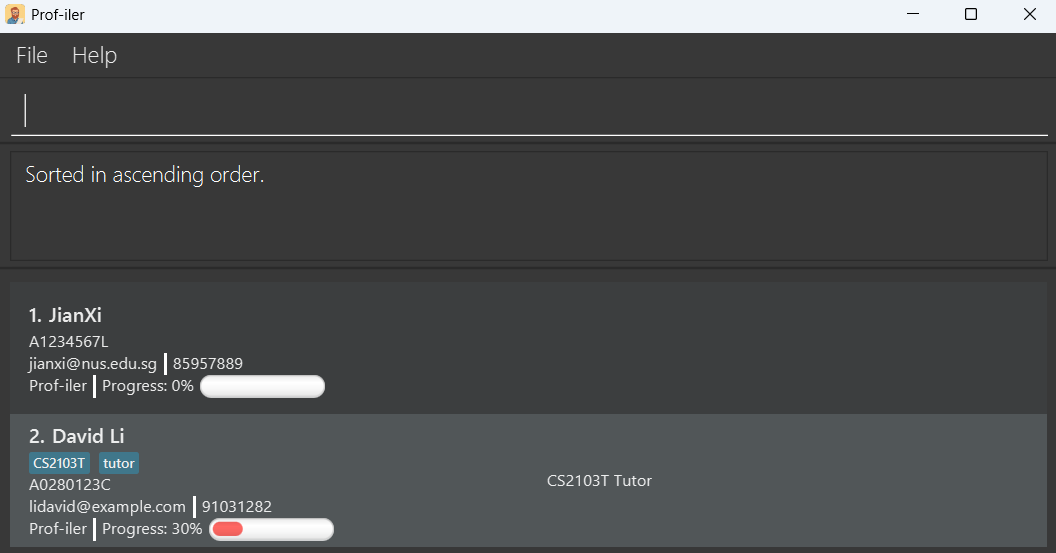 Prof-iler
File Help
Sorted in ascending order.
1. JianXi
A1234567L
jianxi@nus.edu.sg 85957889
Prof-iler Progress: 0%
2. David Li
CS2103T tutor
A0280123C
CS2103T Tutor
lidavid@example.com 91031282
Prof-iler Progress: 30%